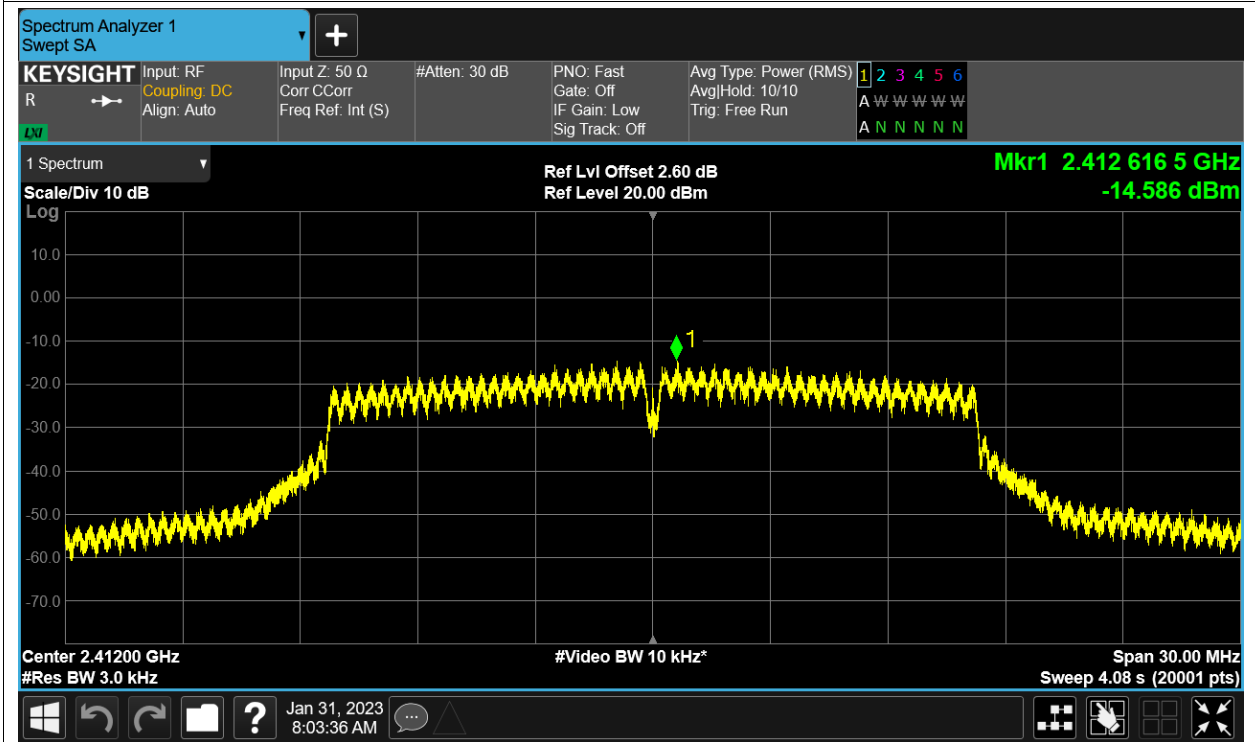 Spectrum Analyzer 1
Swept SA
KEYSIGHT
R
LXI
Input: RF
Coupling: DC
Align: Auto
Input Z: 50 Ω
Corr CCorr
Freq Ref: Int (S)
#Atten: 30 dB
PNO: Fast
Gate: Off
IF Gain: Low
Sig Track: Off
Avg Type: Power (RMS)
Avg|Hold: 10/10
Trig: Free Run
1 2 3 4 5 6
A W W W W W
A N N N N N
1 Spectrum
Scale/Div 10 dB
Log
Ref Lvl Offset 2.60 dB
Ref Level 20.00 dBm
Mkr1 2.412 616 5 GHz
-14.586 dBm
10.0
0.00
-10.0
-20.0
-30.0
-40.0
-50.0
-60.0
-70.0
1
Center 2.41200 GHz
#Res BW 3.0 kHz
#Video BW 10 kHz*
Span 30.00 MHz
Sweep 4.08 s (20001 pts)
?
Jan 31, 2023
8:03:36 AM